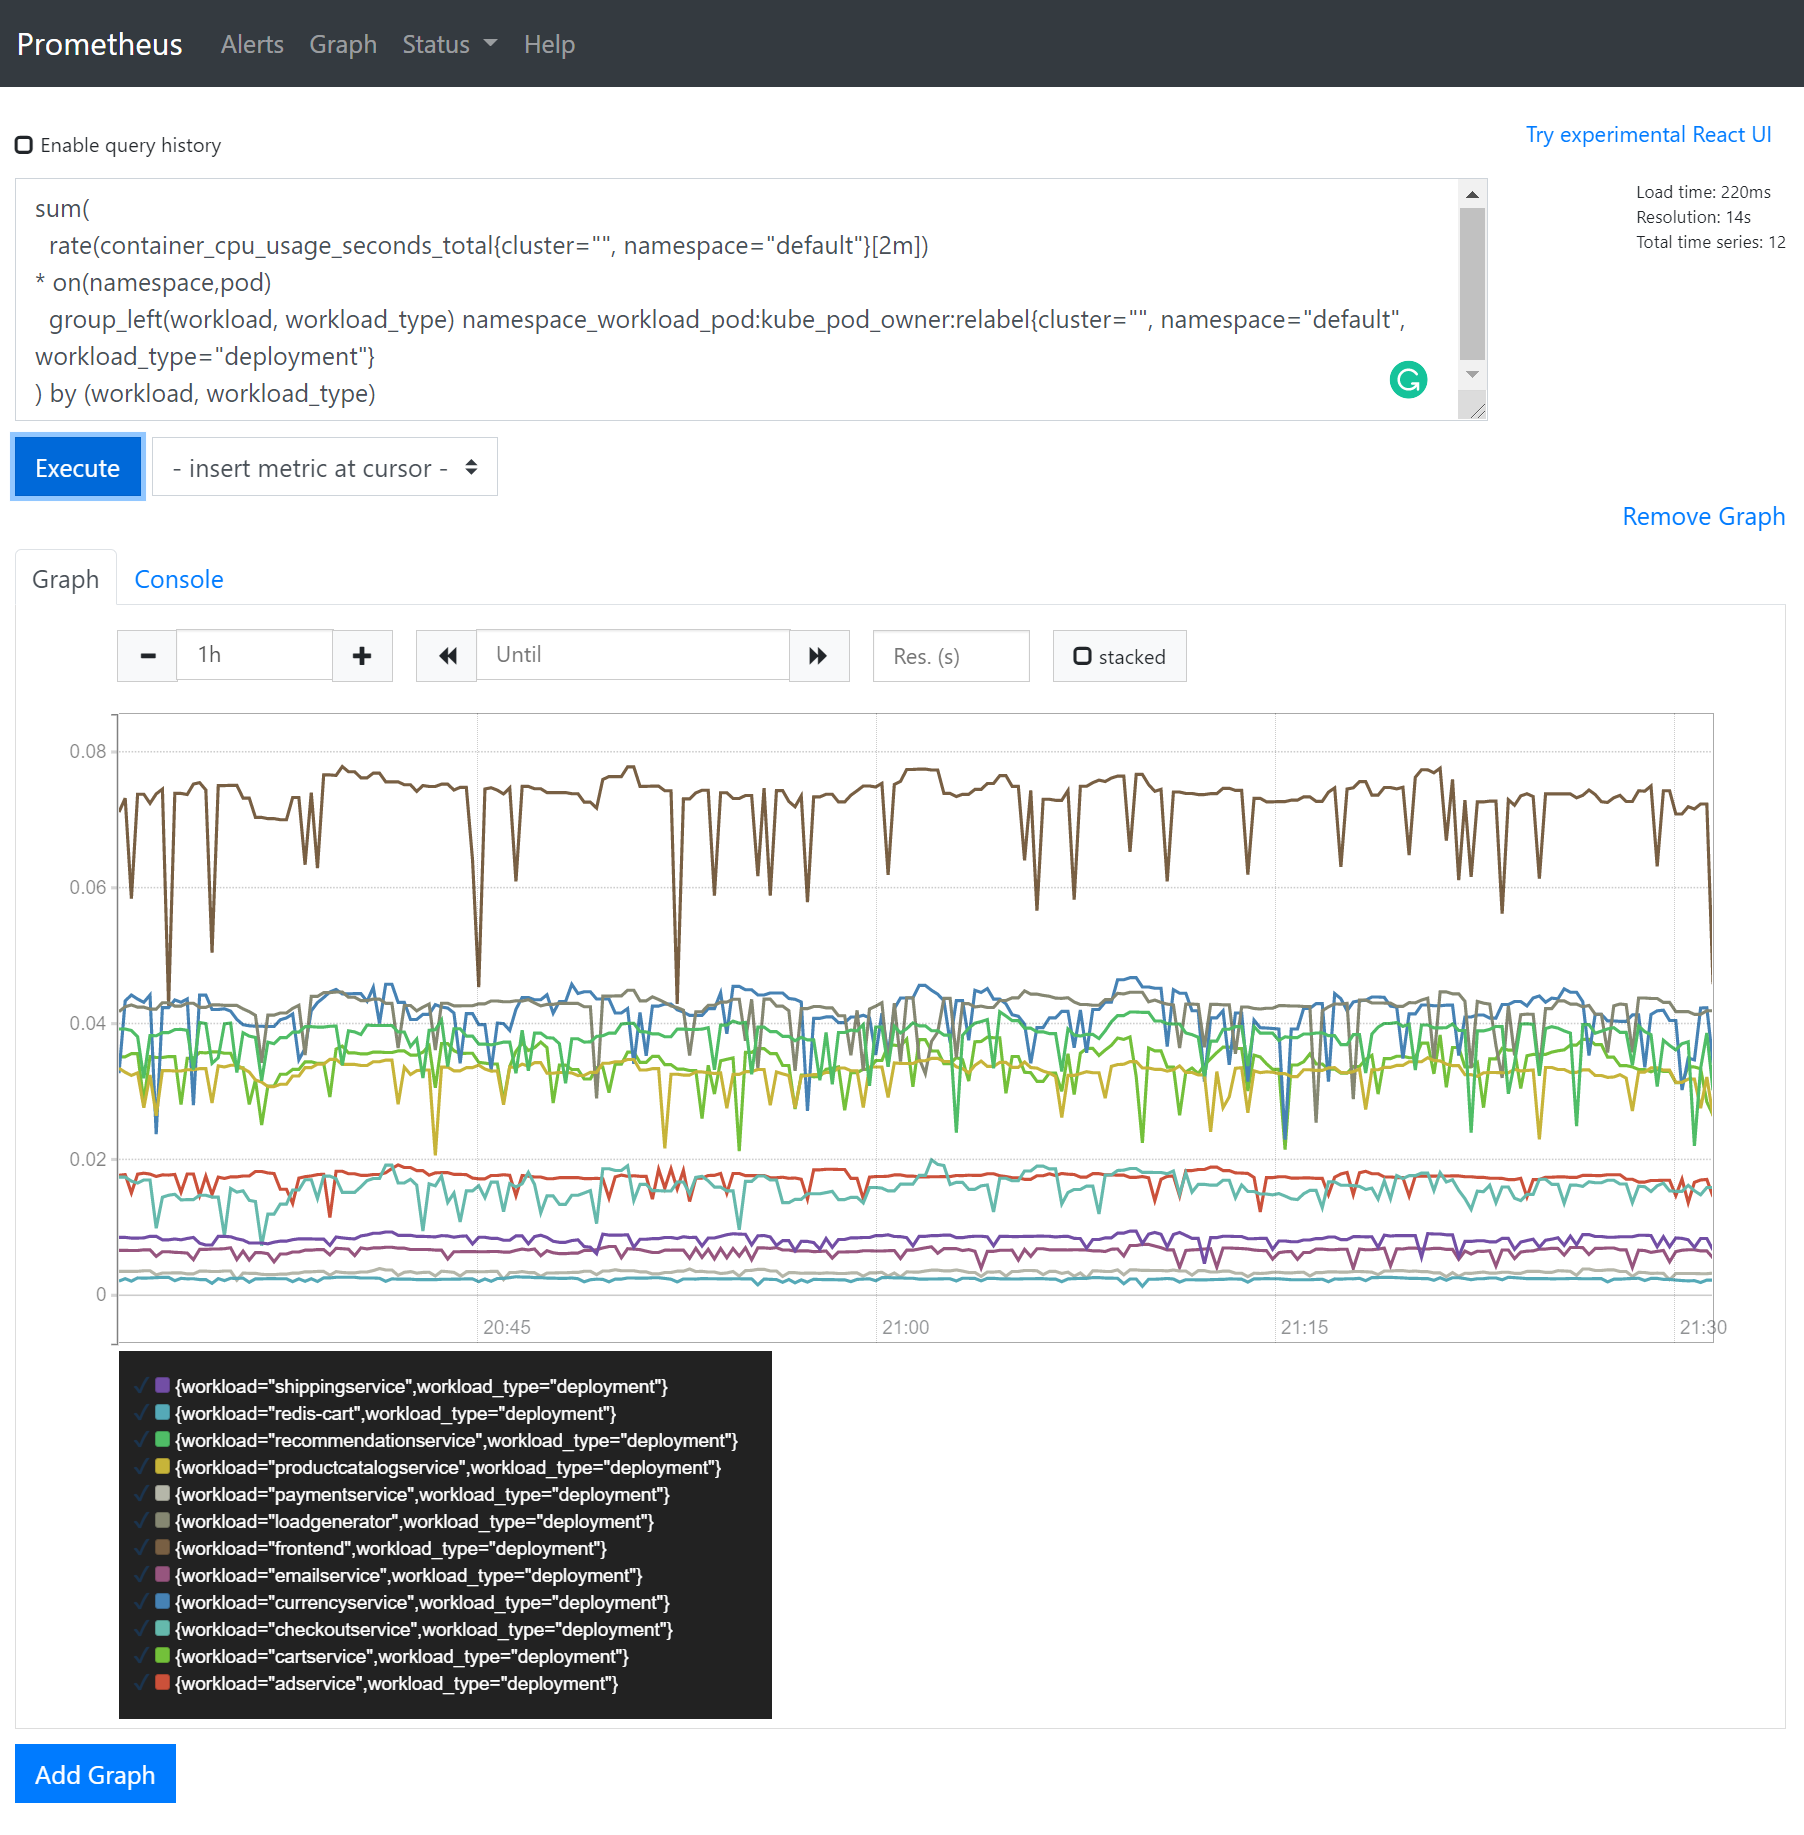 Prometheus Alerts Graph Status Help
Enable query history
Try experimental React UI
sum(
rate(container_cpu_usage_seconds_total{cluster="", namespace="default"}[2m])
* on(namespace,pod)
group_left(workload, workload_type) namespace_workload_pod:kube_pod_owner:relabel{cluster="", namespace="default",
workload_type="deployment"}
) by (workload, workload_type)
Load time: 220ms
Resolution: 14s
Total time series: 12
Execute - insert metric at cursor -
Remove Graph
Graph Console
1h Until Res. (s) stacked
0.08
0.06
0.04
0.02
0
20:45 21:00 21:15 21:30
{workload="shippingservice",workload_type="deployment"}
{workload="redis-cart",workload_type="deployment"}
{workload="recommendationservice",workload_type="deployment"}
{workload="productcatalogservice",workload_type="deployment"}
{workload="paymentservice",workload_type="deployment"}
{workload="loadgenerator",workload_type="deployment"}
{workload="frontend",workload_type="deployment"}
{workload="emailservice",workload_type="deployment"}
{workload="currencyservice",workload_type="deployment"}
{workload="checkoutservice",workload_type="deployment"}
{workload="cartservice",workload_type="deployment"}
{workload="adservice",workload_type="deployment"}
Add Graph